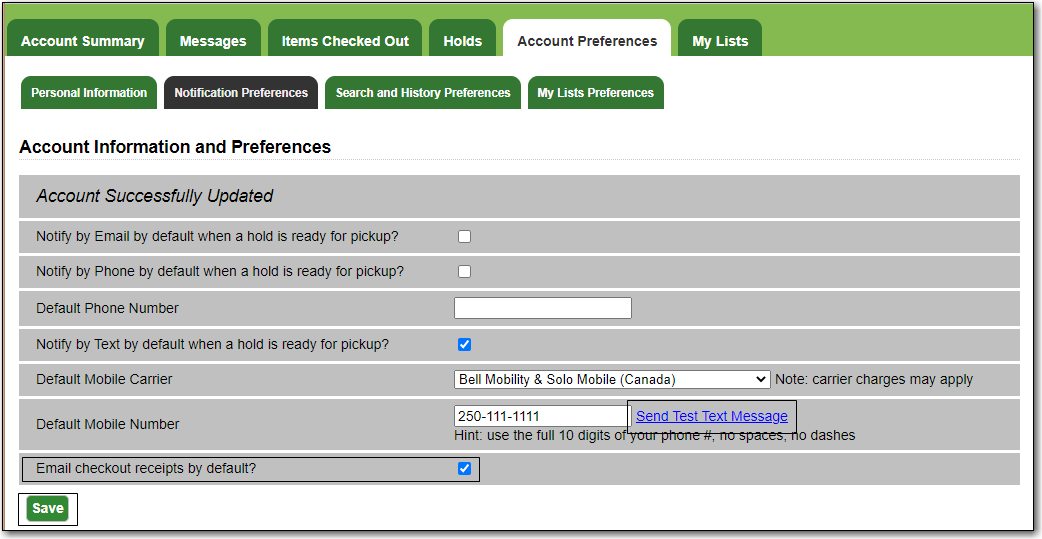 Account Summary Messages Items Checked Out Holds Account Preferences My Lists
Personal Information Notification Preferences Search and History Preferences My Lists Preferences
Account Information and Preferences
Account Successfully Updated
Notify by Email by default when a hold is ready for pickup?
Notify by Phone by default when a hold is ready for pickup?
Default Phone Number
Notify by Text by default when a hold is ready for pickup?
Default Mobile Carrier Bell Mobility & Solo Mobile (Canada) Note: carrier charges may apply
Default Mobile Number 250-111-1111 Send Test Text Message
Hint: use the full 10 digits of your phone #, no spaces, no dashes
Email checkout receipts by default?
Save